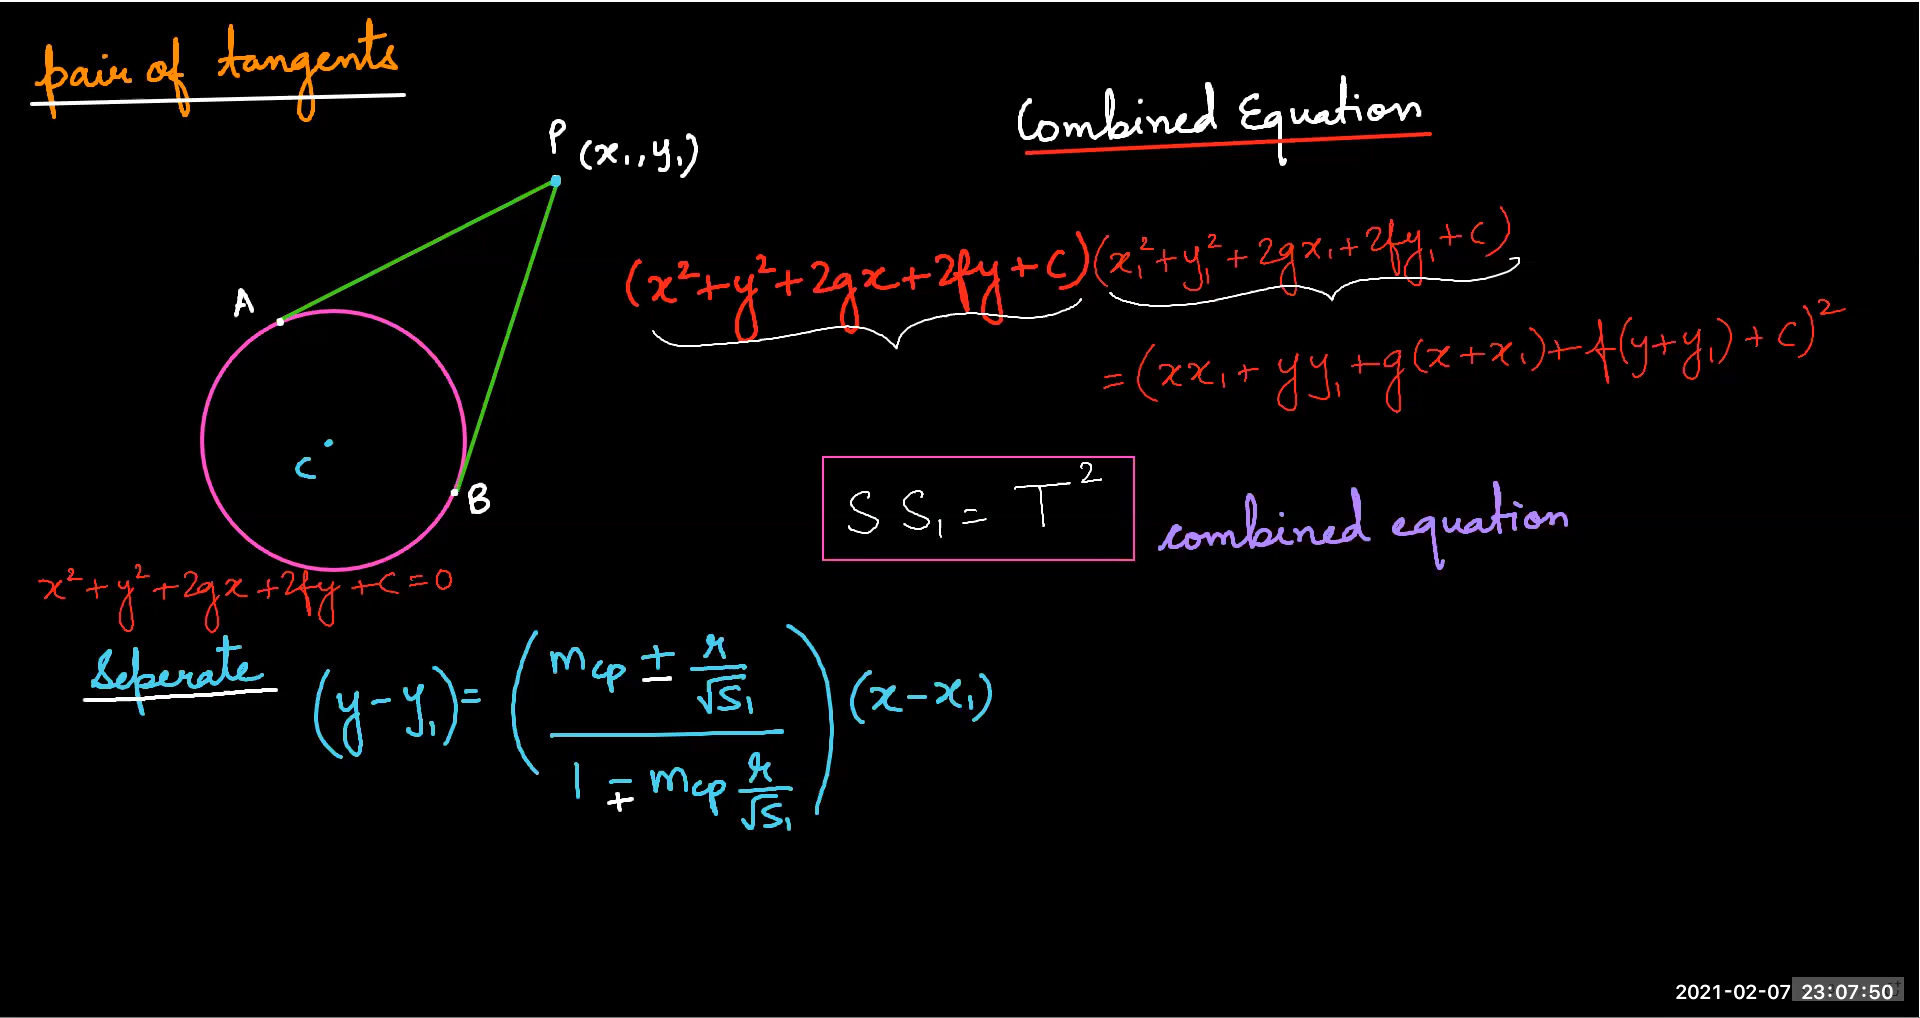 pair of tangents
Combined Equation
P (x₁, y₁)
(x²+y²+2gx+2fy+c)(x₁²+y₁²+2gx₁+2fy₁+c)
=(xx₁+yy₁+g(x+x₁)+f(y+y₁)+c)²
A
C
B
SS₁ = T²
combined equation
x²+y²+2gx+2fy+c=0
Seperate
(y-y₁)= ( (m_cp ± r/√S₁) / (1 ∓ m_cp r/√S₁) ) (x-x₁)
2021-02-07 23:07:50